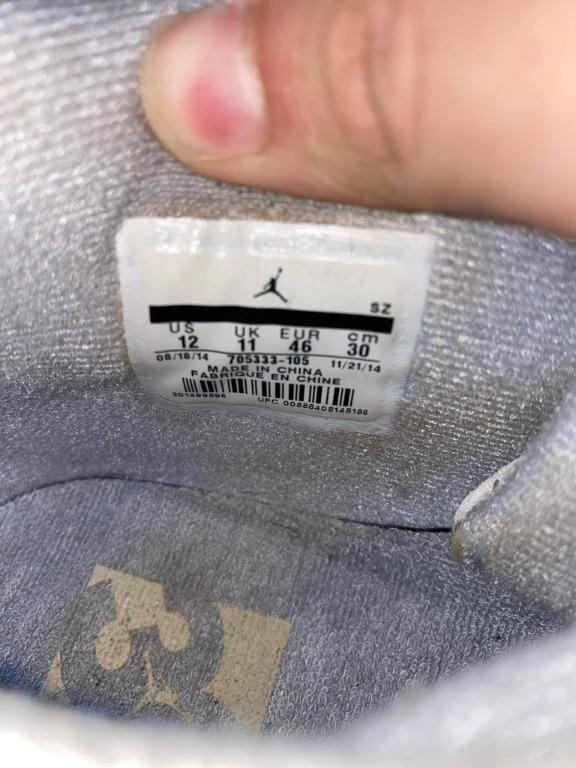 SZ
US UK EUR cm
12 11 46 30
08/18/14 705333-105 11/21/14
MADE IN CHINA
FABRIQUE EN CHINE
201499896 UPC 00888408148186